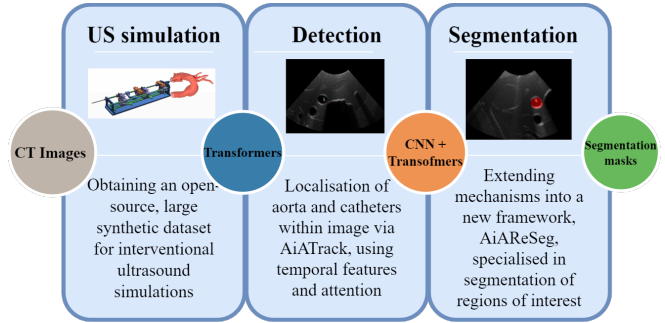 US simulation
Detection
Segmentation
CT Images
Transformers
CNN +
Transofmers
Segmentation
masks
Obtaining an open-
source, large
synthetic dataset
for interventional
ultrasound
simulations
Localisation of
aorta and catheters
within image via
AiATrack, using
temporal features
and attention
Extending
mechanisms into a
new framework,
AiAReSeg,
specialised in
segmentation of
regions of interest